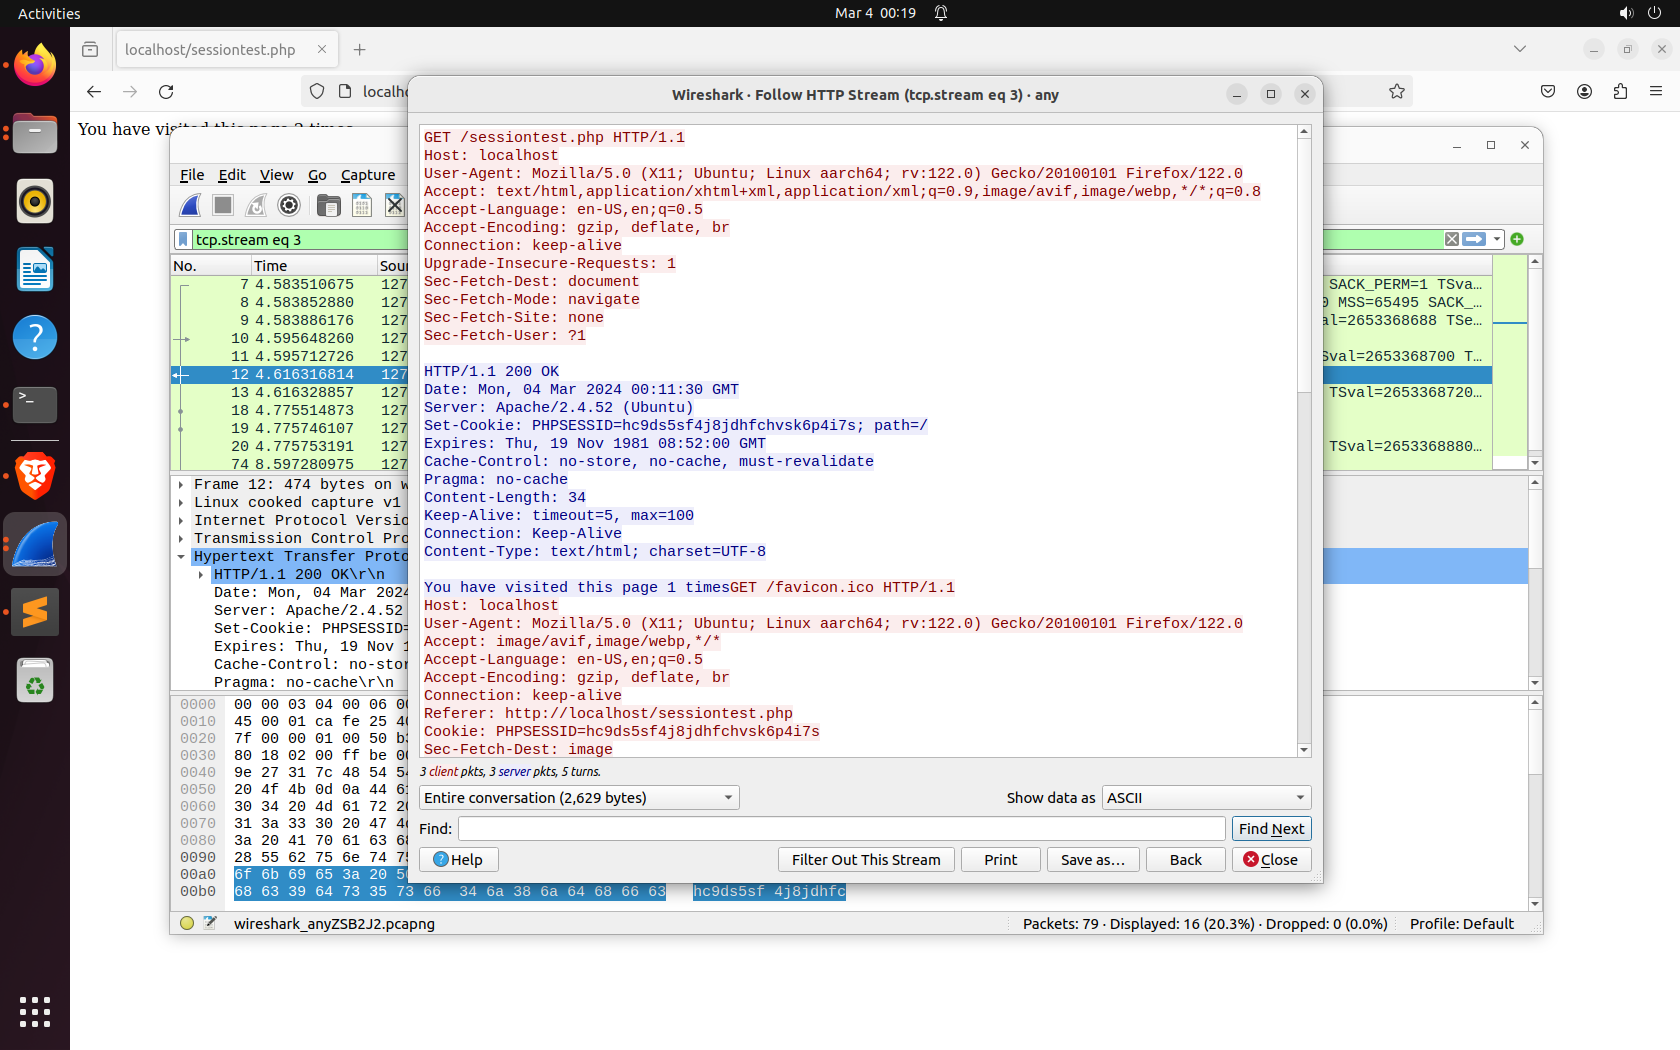 Activities
Mar 4 00:19
localhost/sessiontest.php
localh
You have visited this page 2 times
Wireshark · Follow HTTP Stream (tcp.stream eq 3) · any
GET /sessiontest.php HTTP/1.1
Host: localhost
User-Agent: Mozilla/5.0 (X11; Ubuntu; Linux aarch64; rv:122.0) Gecko/20100101 Firefox/122.0
Accept: text/html,application/xhtml+xml,application/xml;q=0.9,image/avif,image/webp,*/*;q=0.8
Accept-Language: en-US,en;q=0.5
Accept-Encoding: gzip, deflate, br
Connection: keep-alive
Upgrade-Insecure-Requests: 1
Sec-Fetch-Dest: document
Sec-Fetch-Mode: navigate
Sec-Fetch-Site: none
Sec-Fetch-User: ?1
HTTP/1.1 200 OK
Date: Mon, 04 Mar 2024 00:11:30 GMT
Server: Apache/2.4.52 (Ubuntu)
Set-Cookie: PHPSESSID=hc9ds5sf4j8jdhfchvsk6p4i7s; path=/
Expires: Thu, 19 Nov 1981 08:52:00 GMT
Cache-Control: no-store, no-cache, must-revalidate
Pragma: no-cache
Content-Length: 34
Keep-Alive: timeout=5, max=100
Connection: Keep-Alive
Content-Type: text/html; charset=UTF-8
You have visited this page 1 timesGET /favicon.ico HTTP/1.1
Host: localhost
User-Agent: Mozilla/5.0 (X11; Ubuntu; Linux aarch64; rv:122.0) Gecko/20100101 Firefox/122.0
Accept: image/avif,image/webp,*/*
Accept-Language: en-US,en;q=0.5
Accept-Encoding: gzip, deflate, br
Connection: keep-alive
Referer: http://localhost/sessiontest.php
Cookie: PHPSESSID=hc9ds5sf4j8jdhfchvsk6p4i7s
Sec-Fetch-Dest: image
3 client pkts, 3 server pkts, 5 turns.
Entire conversation (2,629 bytes)
Show data as ASCII
Find: Find Next
Help Filter Out This Stream Print Save as… Back Close
File Edit View Go Capture
tcp.stream eq 3
No. Time Sour
7 4.583510675 127 SACK_PERM=1 TSva…
8 4.583852880 127 0 MSS=65495 SACK_…
9 4.583886176 127 al=2653368688 TSe…
10 4.595648260 127
11 4.595712726 127 Sval=2653368700 T…
12 4.616316814 127
13 4.616328857 127 TSval=2653368720…
18 4.775514873 127
19 4.775746107 127
20 4.775753191 127 TSval=2653368880…
74 8.597280975 127
Frame 12: 474 bytes on w
Linux cooked capture v1
Internet Protocol Versio
Transmission Control Pro
Hypertext Transfer Proto
HTTP/1.1 200 OK\r\n
Date: Mon, 04 Mar 2024
Server: Apache/2.4.52
Set-Cookie: PHPSESSID=
Expires: Thu, 19 Nov 1
Cache-Control: no-stor
Pragma: no-cache\r\n
0000 00 00 03 04 00 06 00
0010 45 00 01 ca fe 25 40
0020 7f 00 00 01 00 50 b3
0030 80 18 02 00 ff be 00
0040 9e 27 31 7c 48 54 54
0050 20 4f 4b 0d 0a 44 61
0060 30 34 20 4d 61 72 20
0070 31 3a 33 30 20 47 4d
0080 3a 20 41 70 61 63 68
0090 28 55 62 75 6e 74 75
00a0 6f 6b 69 65 3a 20 50
00b0 68 63 39 64 73 35 73 66 34 6a 38 6a 64 68 66 63 hc9ds5sf 4j8jdhfc
wireshark_anyZSB2J2.pcapng
Packets: 79 · Displayed: 16 (20.3%) · Dropped: 0 (0.0%)
Profile: Default